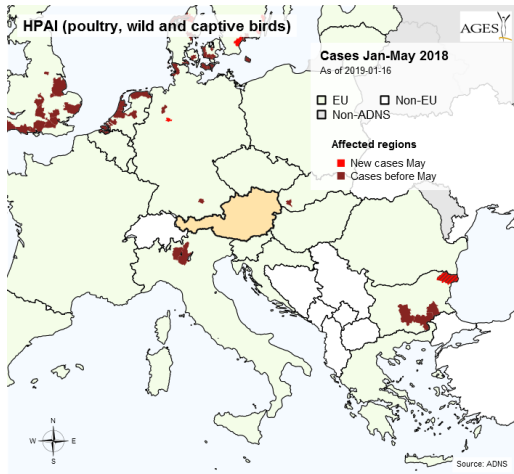 HPAI (poultry, wild and captive birds)
AGES
Cases Jan-May 2018
As of 2019-01-16
EU Non-EU
Non-ADNS
Affected regions
New cases May
Cases before May
N
W E
S
Source: ADNS